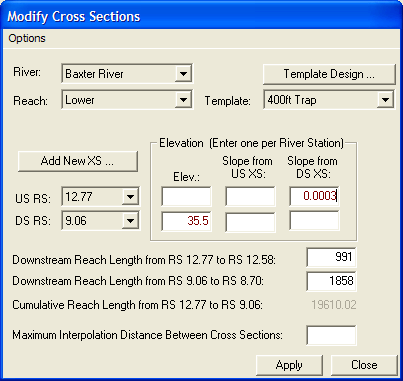 Modify Cross Sections
Options
River: Baxter River Template Design ...
Reach: Lower Template: 400ft Trap
Elevation (Enter one per River Station)
Slope from Slope from
Add New XS ... Elev.: US XS: DS XS:
US RS: 12.77 0.0003
DS RS: 9.06 35.5
Downstream Reach Length from RS 12.77 to RS 12.58: 991
Downstream Reach Length from RS 9.06 to RS 8.70: 1858
Cumulative Reach Length from RS 12.77 to RS 9.06: 19610.02
Maximum Interpolation Distance Between Cross Sections:
Apply Close